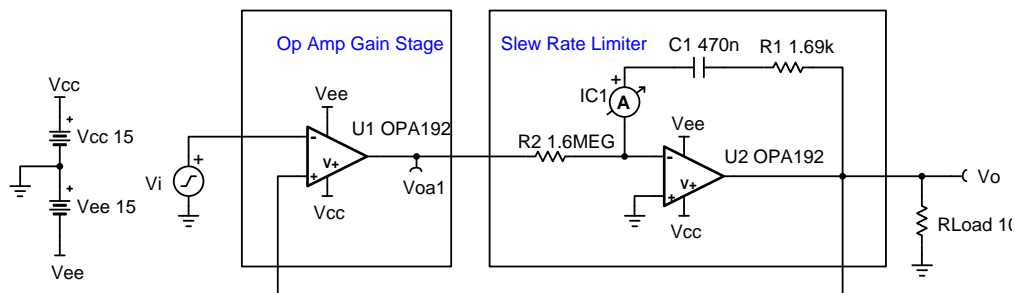 Op Amp Gain Stage
Slew Rate Limiter
C1 470n
R1 1.69k
+
IC1
A
Vcc
+
Vcc 15
+
Vee 15
Vee
Vi
+
Vee
U1 OPA192
-
+
V+
Vcc
Voa1
R2 1.6MEG
Vee
U2 OPA192
-
+
V+
Vcc
Vo
RLoad 10